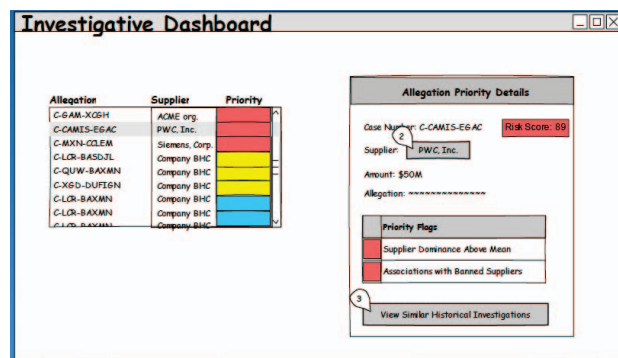 Investigative Dashboard
Allegation Supplier Priority
C-GAM-XCGH ACME org.
C-CAMIS-EGAC PWC, Inc.
C-MXN-CCLEM Siemens, Corp.
C-LCR-BASDJL Company BHC
C-QUW-BAXMN Company BHC
C-XGD-DUFIGN Company BHC
C-LCR-BAXMN Company BHC
C-LCR-BAXMN Company BHC
C-LCR-BAXMN Company BHC
Allegation Priority Details
Case Number: C-CAMIS-EGAC Risk Score: 89
2
Supplier: PWC, Inc.
Amount: $50M
Allegation: ~~~~~~~~~~~~~~
Priority Flags
Supplier Dominance Above Mean
Associations with Banned Suppliers
3
View Similar Historical Investigations